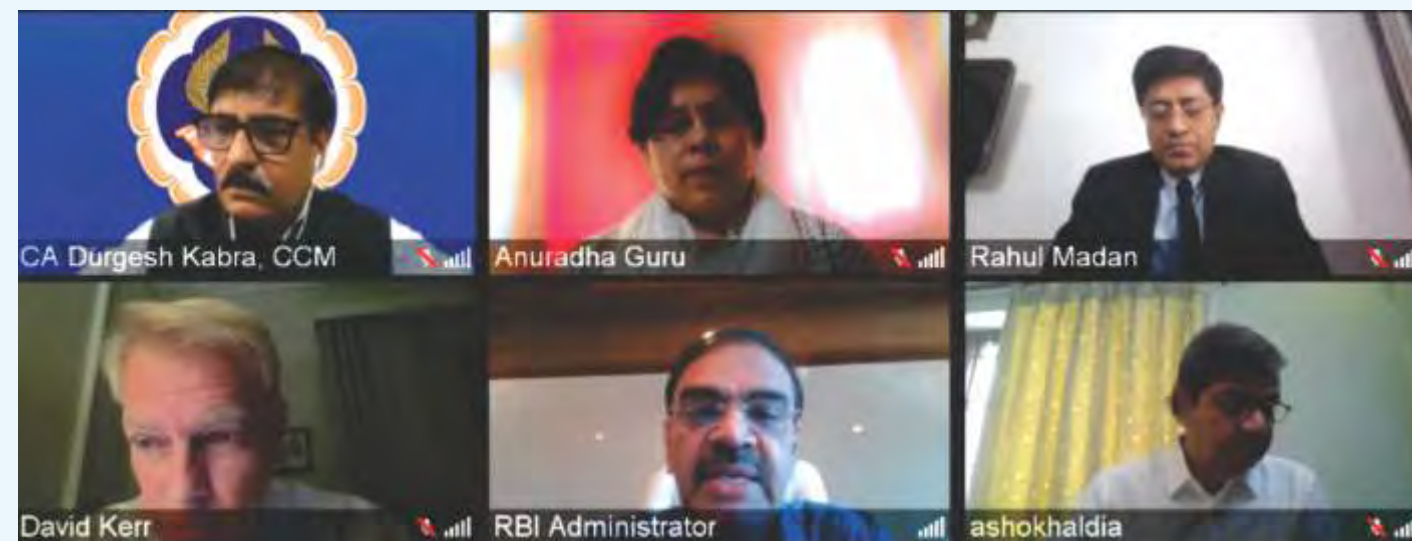 CA Durgesh Kabra, CCM
Anuradha Guru
Rahul Madan
David Kerr
RBI Administrator
ashokhaldia